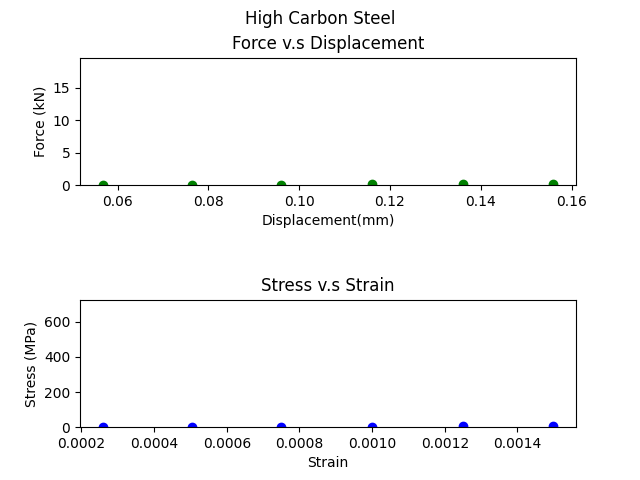 High Carbon Steel
Force v.s Displacement
Force (kN)
15
10
5
0
0.06 0.08 0.10 0.12 0.14 0.16
Displacement(mm)
Stress v.s Strain
Stress (MPa)
600
400
200
0
0.0002 0.0004 0.0006 0.0008 0.0010 0.0012 0.0014
Strain